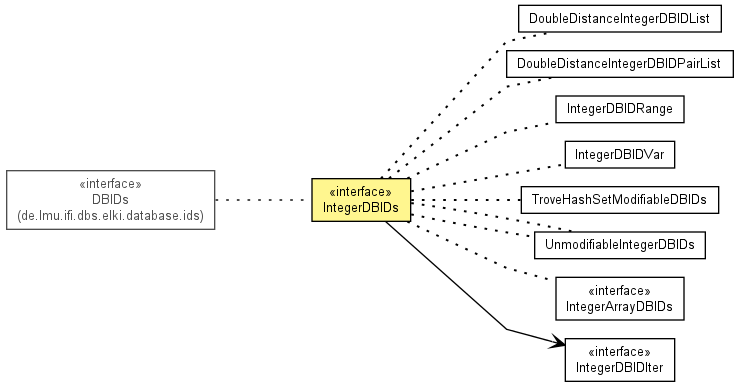 DoubleDistanceIntegerDBIDList
DoubleDistanceIntegerDBIDPairList
IntegerDBIDRange
IntegerDBIDVar
«interface»
DBIDs
(de.lmu.ifi.dbs.elki.database.ids)
«interface»
IntegerDBIDs
TroveHashSetModifiableDBIDs
UnmodifiableIntegerDBIDs
«interface»
IntegerArrayDBIDs
«interface»
IntegerDBIDIter